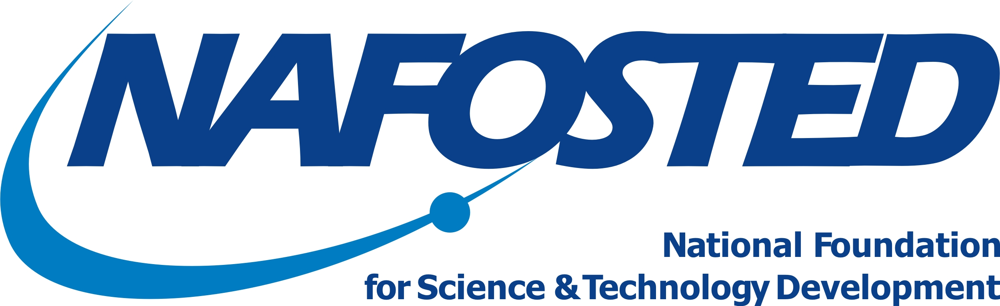 NAFOSTED
National Foundation
for Science & Technology Development